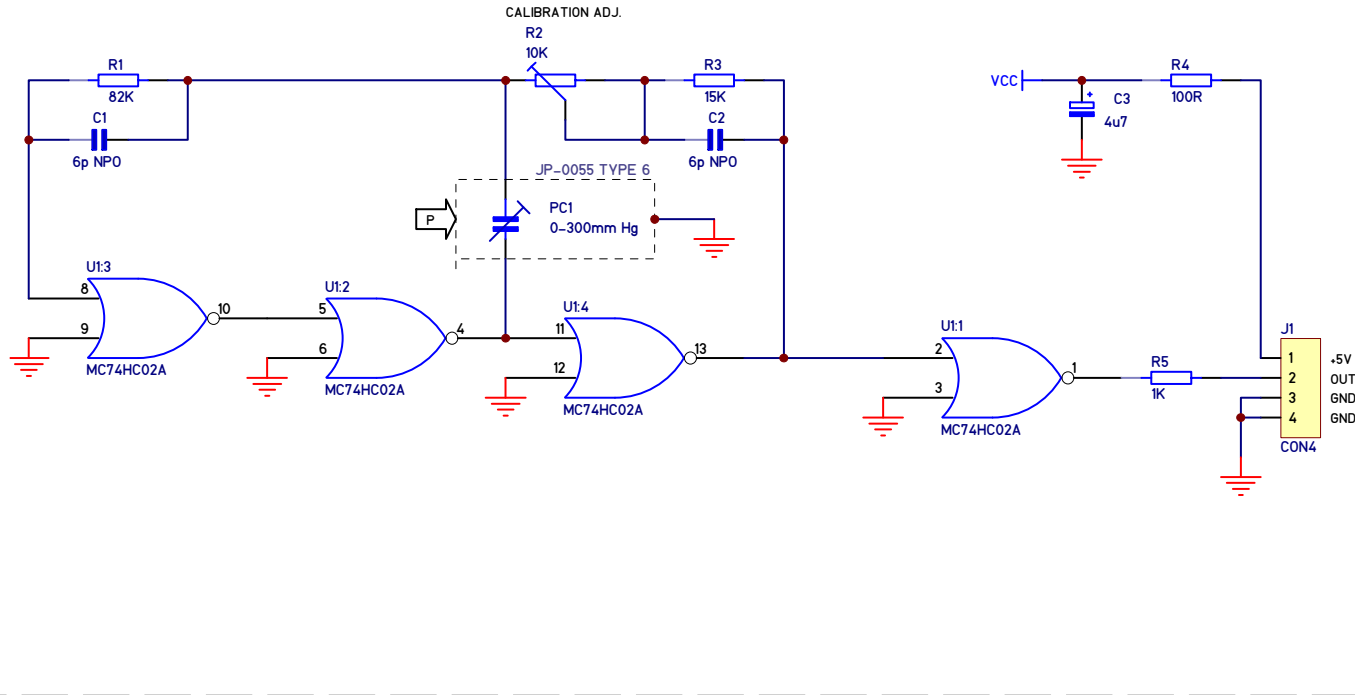 CALIBRATION ADJ.
R2
10K
R1
82K
R3
15K
VCC
R4
100R
+
C3
4u7
C1
6p NPO
C2
6p NPO
JP-0055 TYPE 6
P
PC1
0-300mm Hg
U1:3
8
9
10
MC74HC02A
U1:2
5
6
4
MC74HC02A
U1:4
11
12
13
MC74HC02A
U1:1
2
3
1
MC74HC02A
R5
1K
J1
1 +5V
2 OUT
3 GND
4 GND
CON4